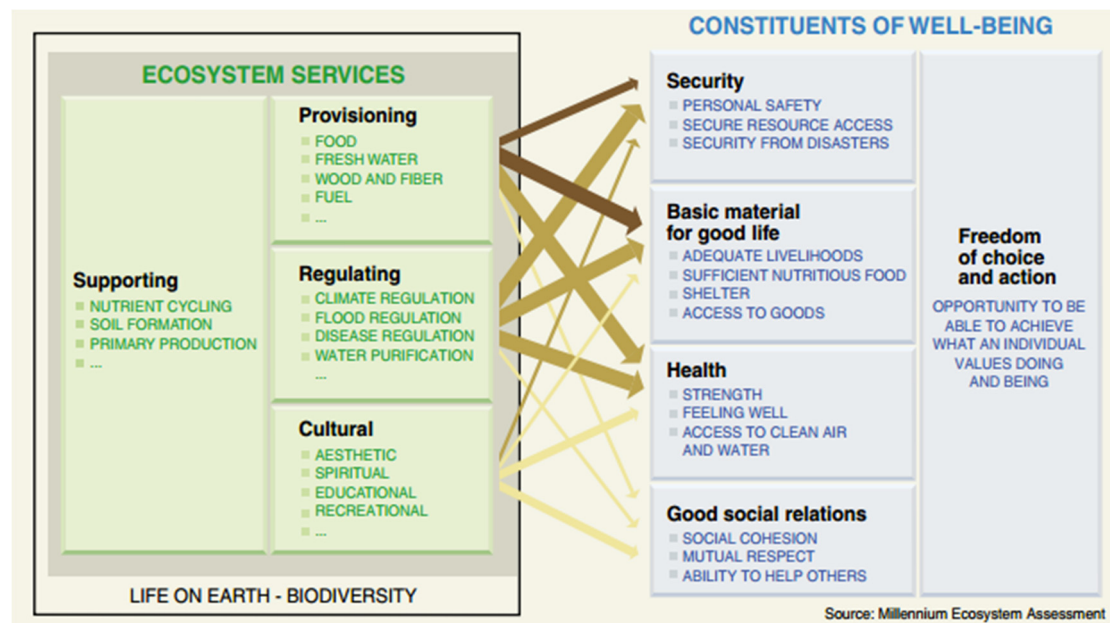 CONSTITUENTS OF WELL-BEING
ECOSYSTEM SERVICES
Supporting
NUTRIENT CYCLING
SOIL FORMATION
PRIMARY PRODUCTION
...
Provisioning
FOOD
FRESH WATER
WOOD AND FIBER
FUEL
...
Regulating
CLIMATE REGULATION
FLOOD REGULATION
DISEASE REGULATION
WATER PURIFICATION
...
Cultural
AESTHETIC
SPIRITUAL
EDUCATIONAL
RECREATIONAL
...
LIFE ON EARTH - BIODIVERSITY
Security
PERSONAL SAFETY
SECURE RESOURCE ACCESS
SECURITY FROM DISASTERS
Basic material
for good life
ADEQUATE LIVELIHOODS
SUFFICIENT NUTRITIOUS FOOD
SHELTER
ACCESS TO GOODS
Health
STRENGTH
FEELING WELL
ACCESS TO CLEAN AIR
AND WATER
Good social relations
SOCIAL COHESION
MUTUAL RESPECT
ABILITY TO HELP OTHERS
Freedom
of choice
and action
OPPORTUNITY TO BE
ABLE TO ACHIEVE
WHAT AN INDIVIDUAL
VALUES DOING
AND BEING
Source: Millennium Ecosystem Assessment